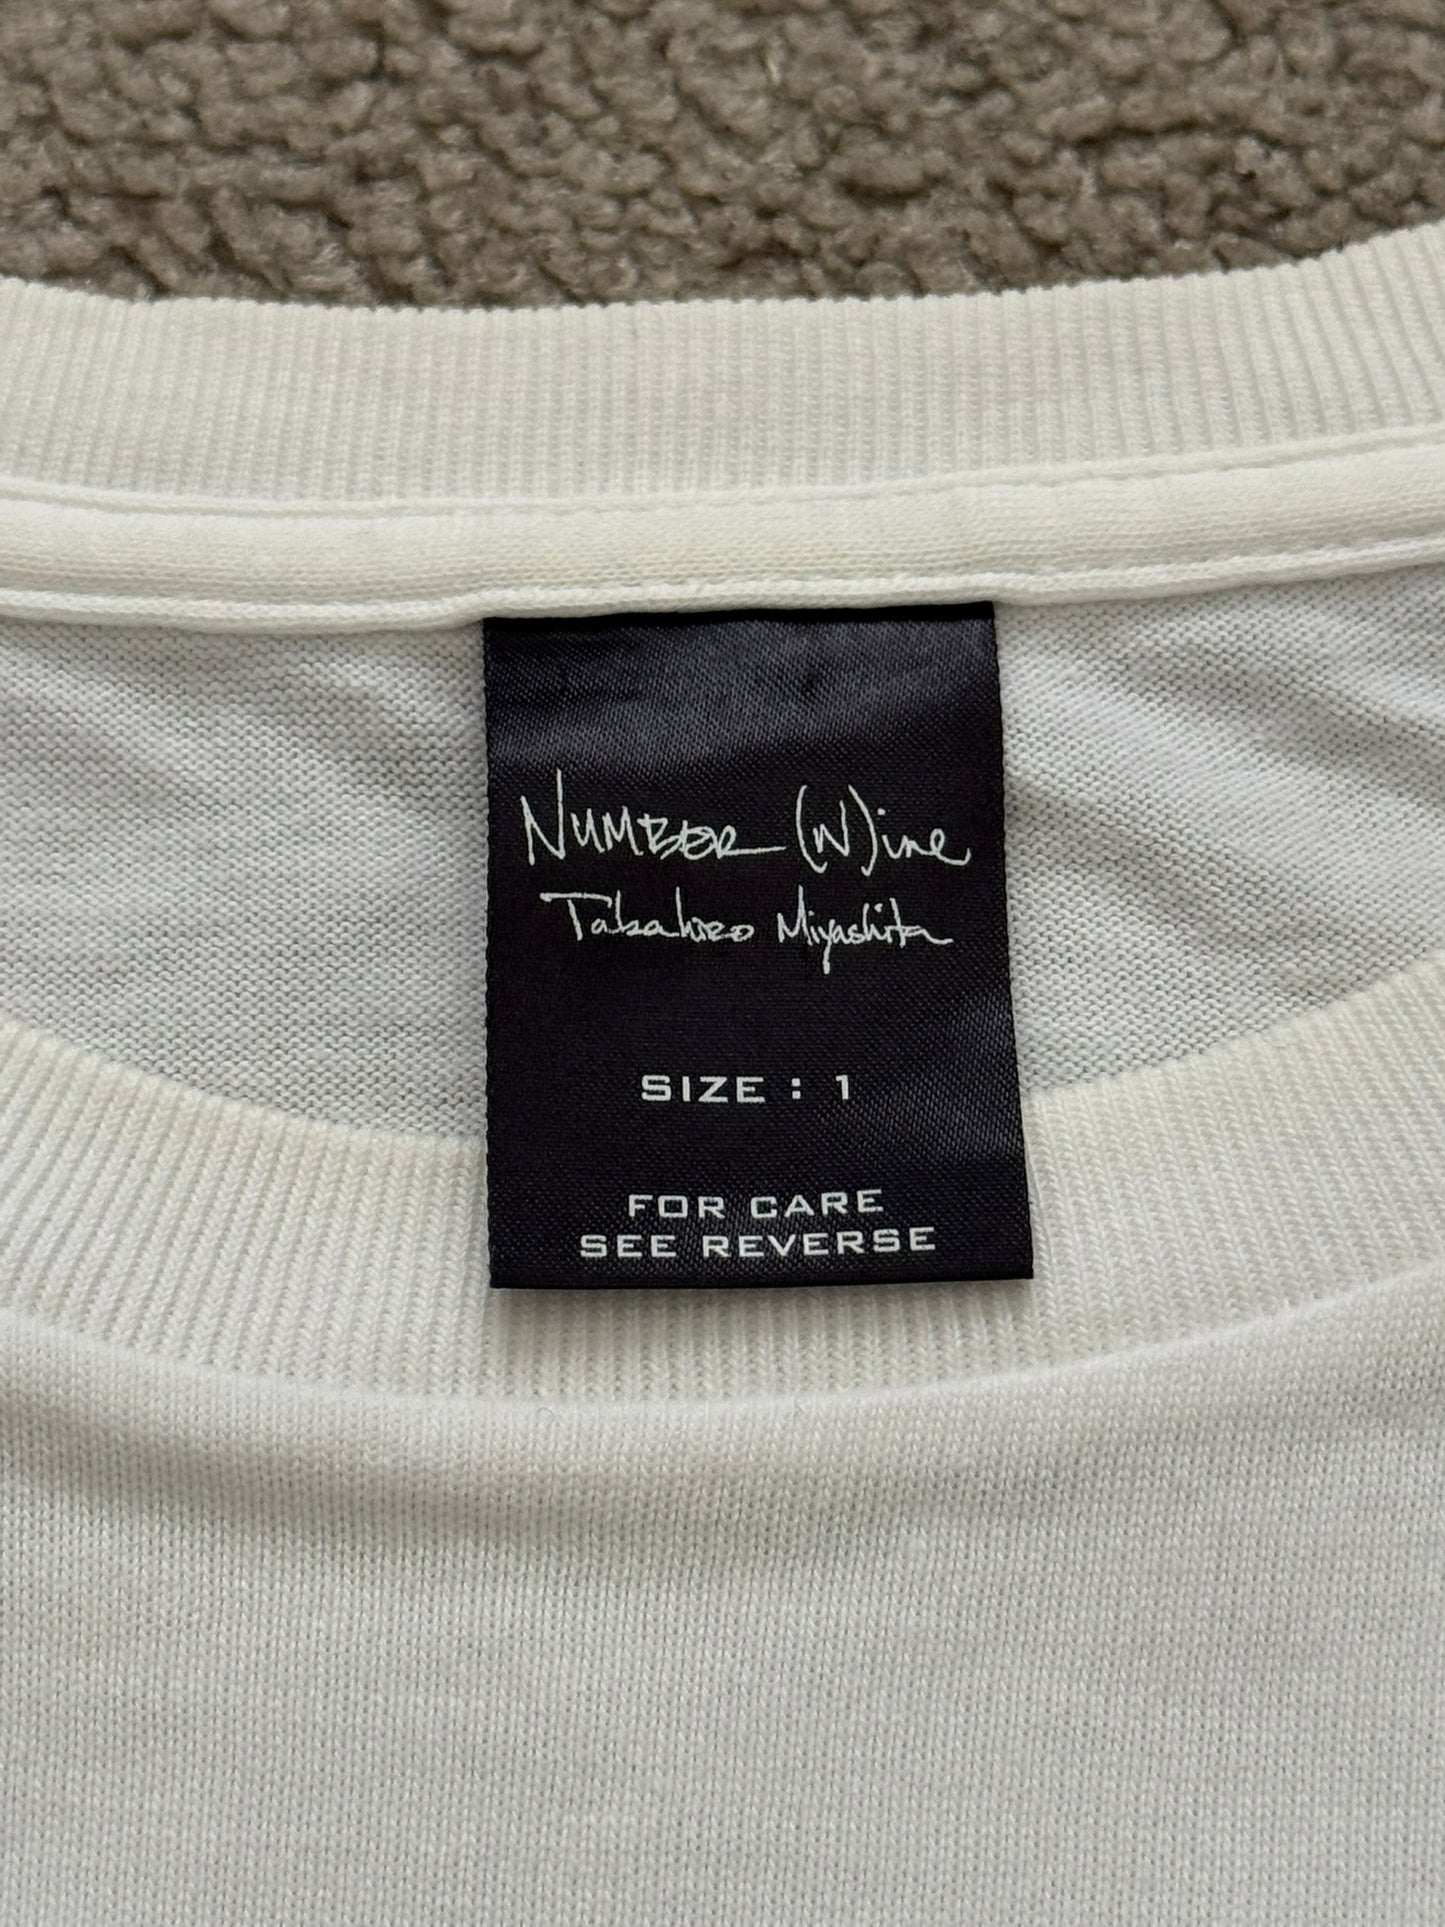 NUMBER (N)ine
Takahiro Miyashita
SIZE : 1
FOR CARE
SEE REVERSE